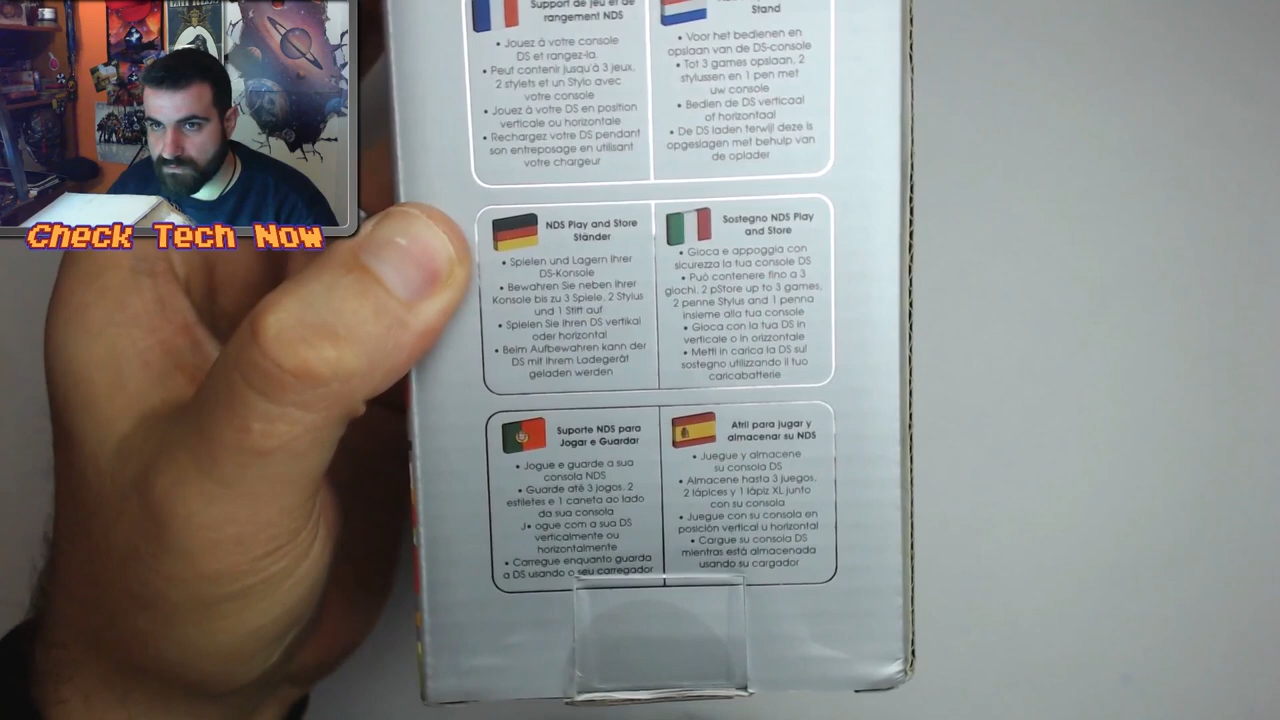 Check Tech Now
Support de jeu et de
rangement NDS
• Jouez à votre console
DS et rangez-la.
• Peut contenir jusqu'à 3 jeux,
2 stylets et un Stylo avec
votre console
• Jouez à votre DS en position
verticale ou horizontale
• Rechargez votre DS pendant
son entreposage en utilisant
votre chargeur
Stand
• Voor het bedienen en
opslaan van de DS-console
• Tot 3 games opslaan, 2
stylussen en 1 pen met
uw console
• Bedien de DS verticaal
of horizontaal
• De DS laden terwijl deze is
opgeslagen met behulp van
de oplader
NDS Play and Store
Ständer
• Spielen und Lagern Ihrer
DS-Konsole
• Bewahren Sie neben Ihrer
Konsole bis zu 3 Spiele, 2 Stylus
und 1 Stift auf
• Spielen Sie Ihren DS vertikal
oder horizontal
• Beim Aufbewahren kann der
DS mit Ihrem Ladegerät
geladen werden
Sostegno NDS Play
and Store
• Gioca e appoggia con
sicurezza la tua console DS
• Può contenere fino a 3
giochi, 2 pStore up to 3 games,
2 penne Stylus and 1 penna
insieme alla tua console
• Gioca con la tua DS in
verticale o in orizzontale
• Metti in carica la DS sul
sostegno utilizzando il tuo
caricabatterie
Suporte NDS para
Jogar e Guardar
• Jogue e guarde a sua
consola NDS
• Guarde até 3 jogos, 2
estiletes e 1 caneta ao lado
da sua consola
J• ogue com a sua DS
verticalmente ou
horizontalmente
• Carregue enquanto guarda
a DS usando o seu carregador
Atril para jugar y
almacenar su NDS
• Juegue y almacene
su consola DS
• Almacene hasta 3 juegos,
2 lápices y 1 lápiz XL junto
con su consola
• Juegue con su consola en
posición vertical u horizontal
• Cargue su consola DS
mientras está almacenada
usando su cargador